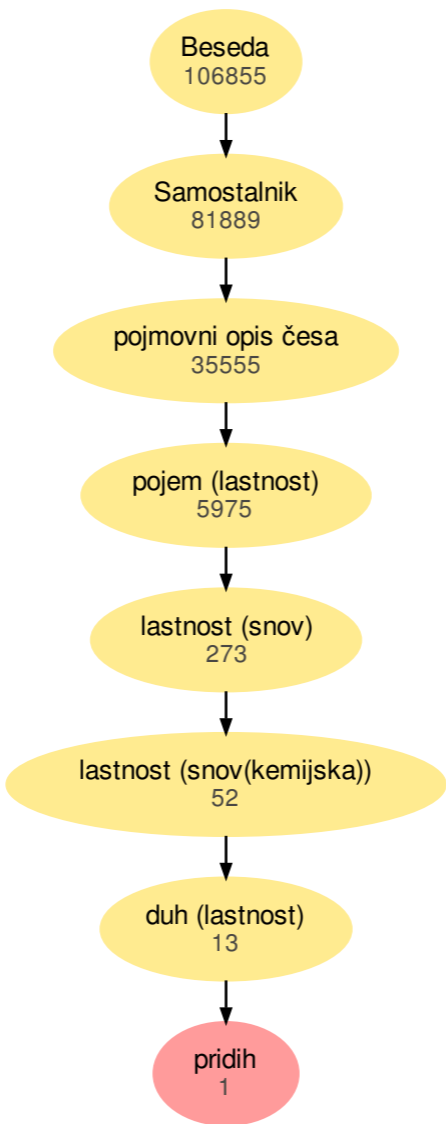 Beseda
106855
Samostalnik
81889
pojmovni opis česa
35555
pojem (lastnost)
5975
lastnost (snov)
273
lastnost (snov(kemijska))
52
duh (lastnost)
13
pridih
1